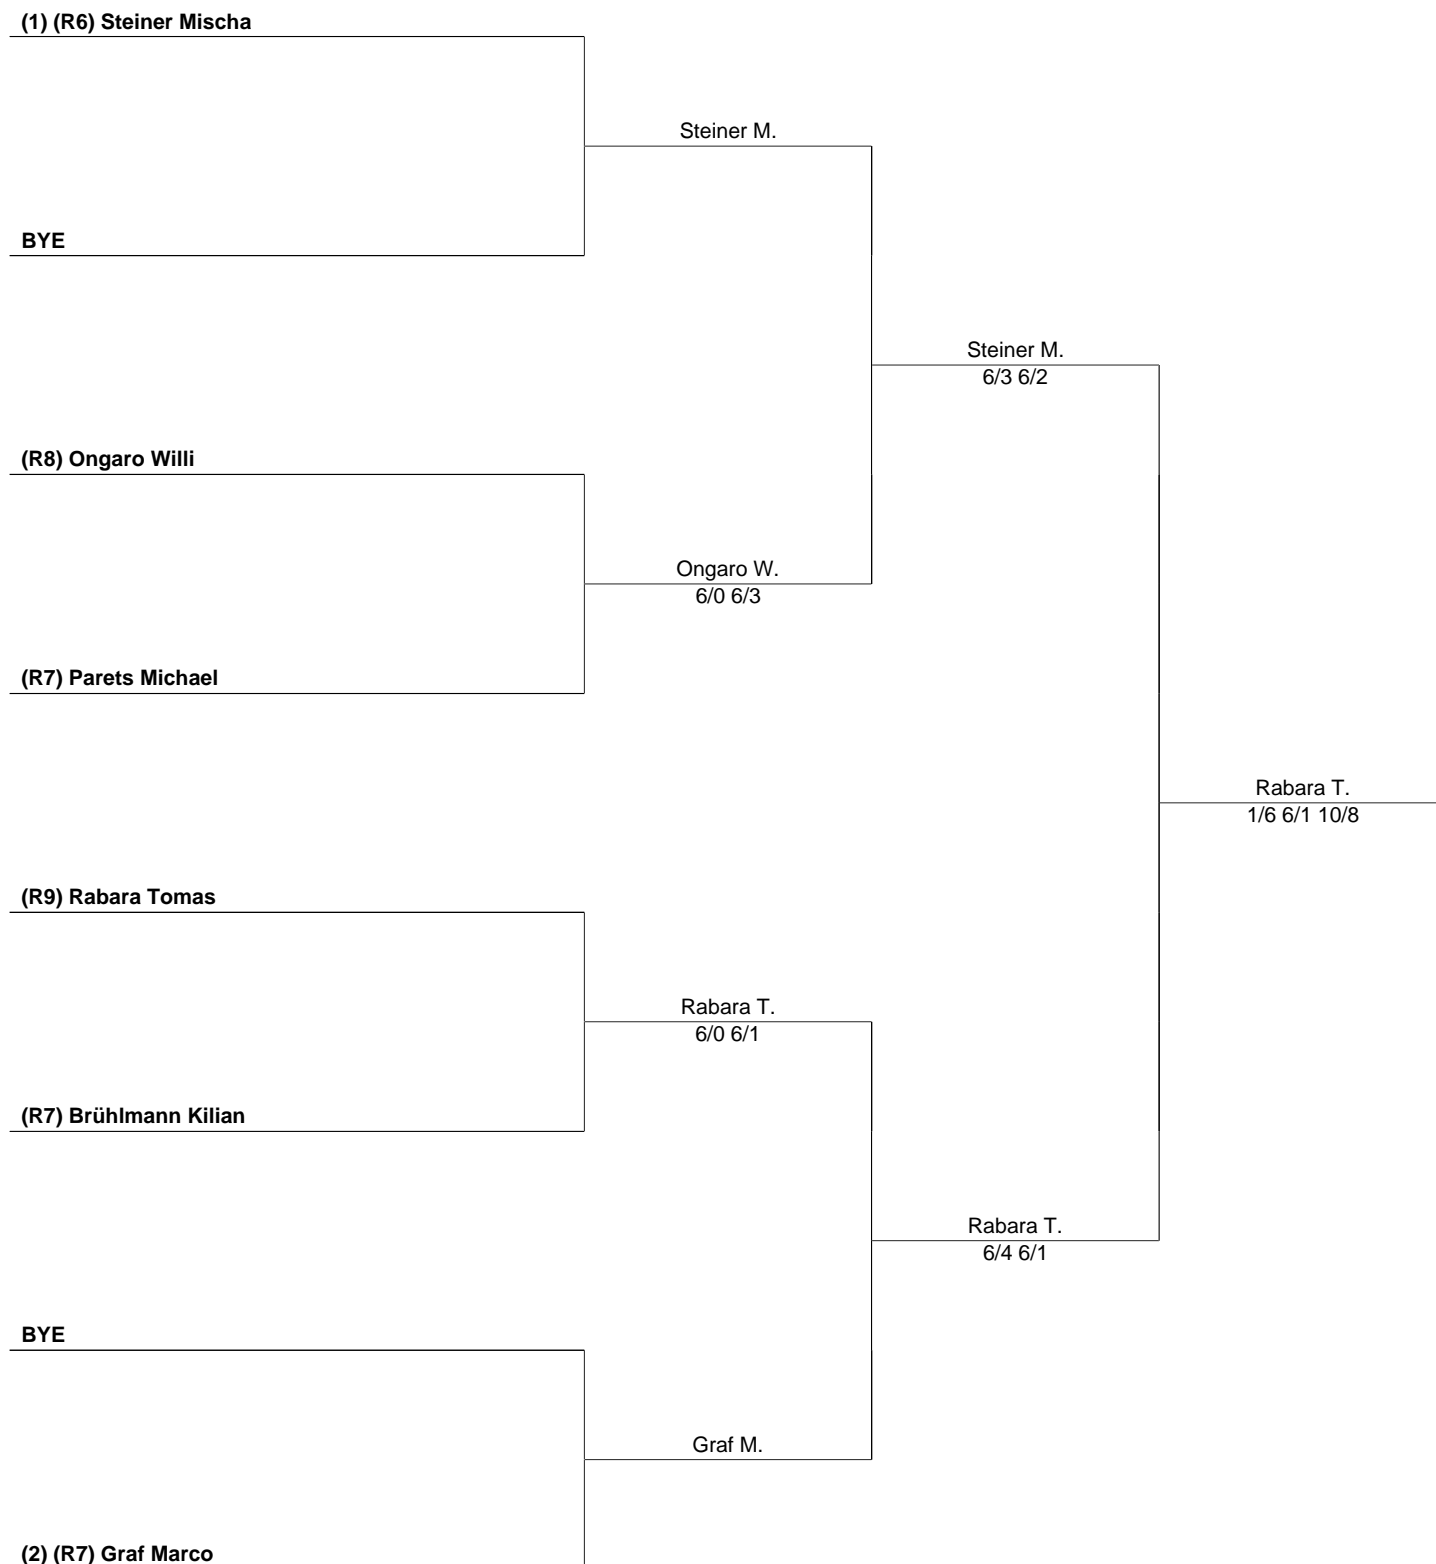 (1) (R6) Steiner Mischa
Steiner M.
BYE
Steiner M.
6/3 6/2
(R8) Ongaro Willi
Ongaro W.
6/0 6/3
(R7) Parets Michael
Rabara T.
1/6 6/1 10/8
(R9) Rabara Tomas
Rabara T.
6/0 6/1
(R7) Brühlmann Kilian
Rabara T.
6/4 6/1
BYE
Graf M.
(2) (R7) Graf Marco